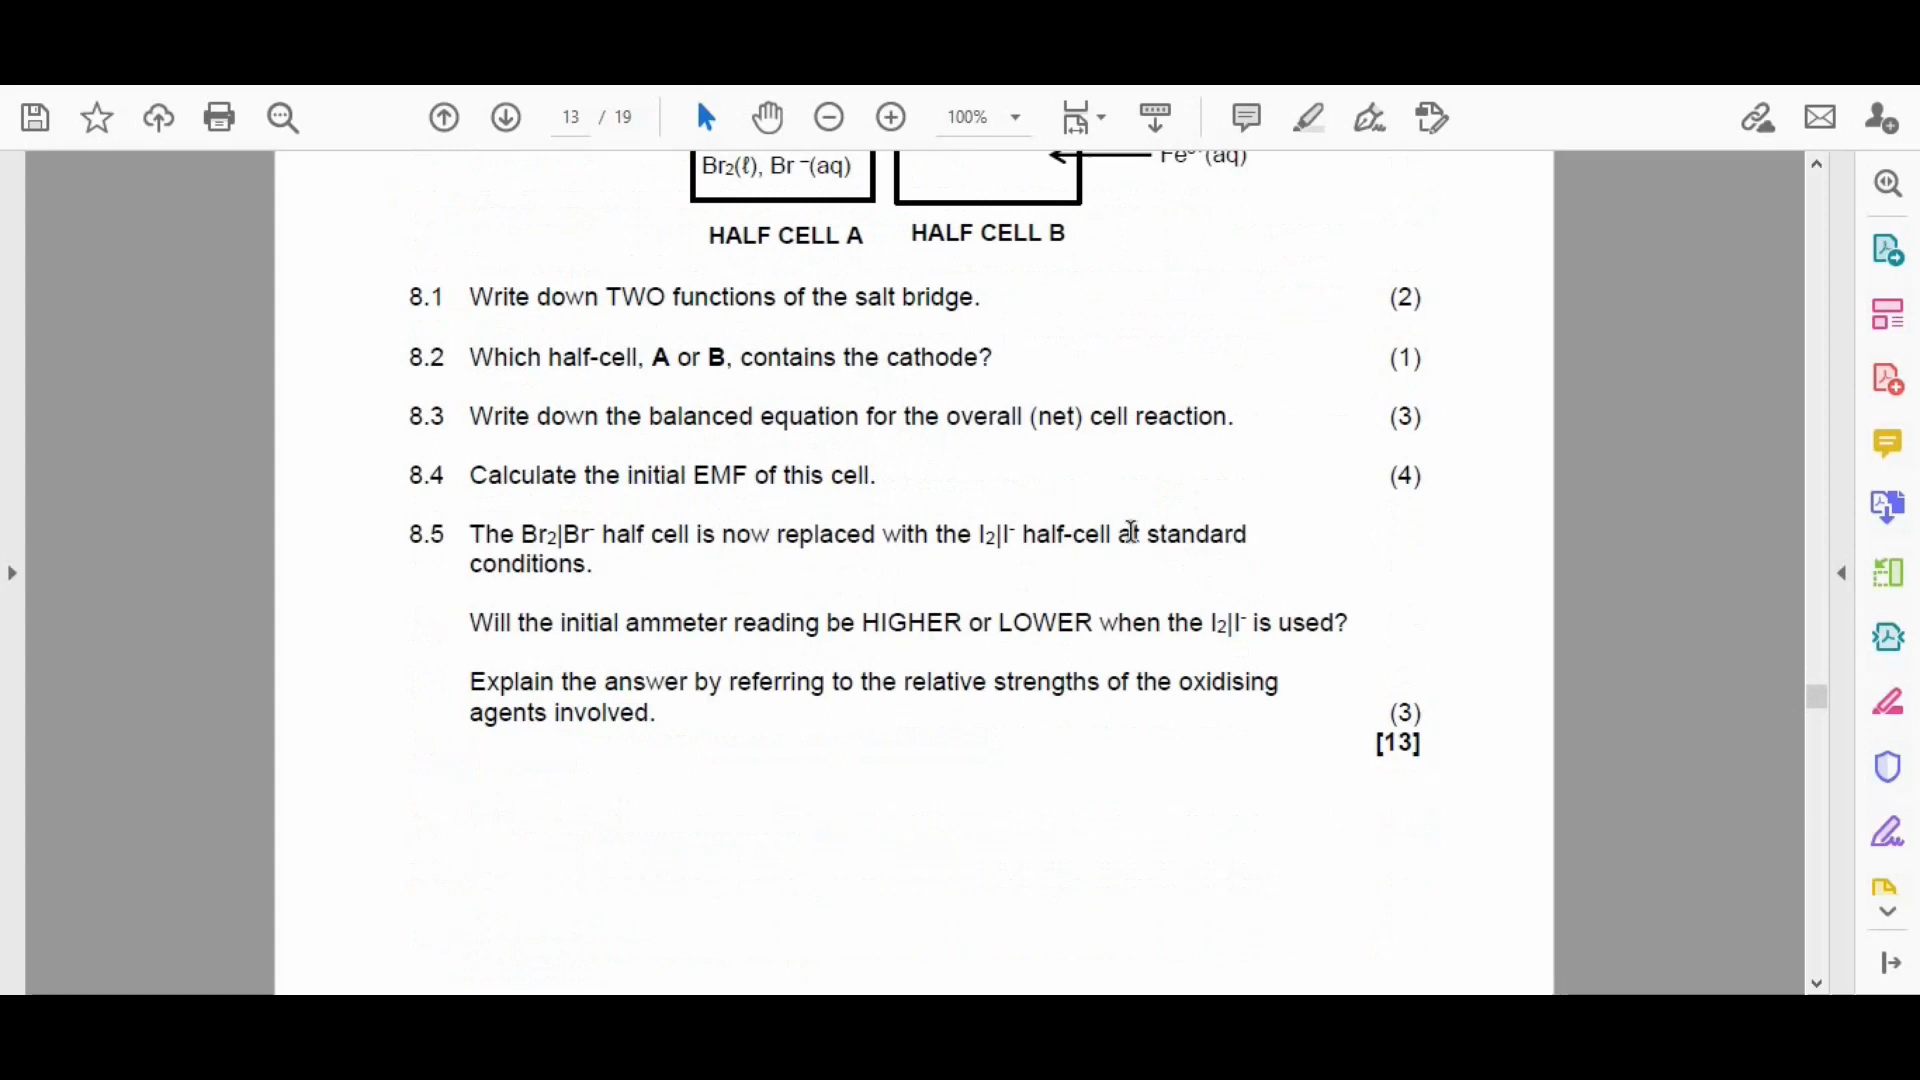 13 / 19
100%
Br₂(ℓ), Br⁻(aq)
(aq)
HALF CELL A
HALF CELL B
8.1 Write down TWO functions of the salt bridge. (2)
8.2 Which half-cell, A or B, contains the cathode? (1)
8.3 Write down the balanced equation for the overall (net) cell reaction. (3)
8.4 Calculate the initial EMF of this cell. (4)
8.5 The Br₂|Br⁻ half cell is now replaced with the I₂|I⁻ half-cell at standard
conditions.
Will the initial ammeter reading be HIGHER or LOWER when the I₂|I⁻ is used?
Explain the answer by referring to the relative strengths of the oxidising
agents involved. (3)
[13]